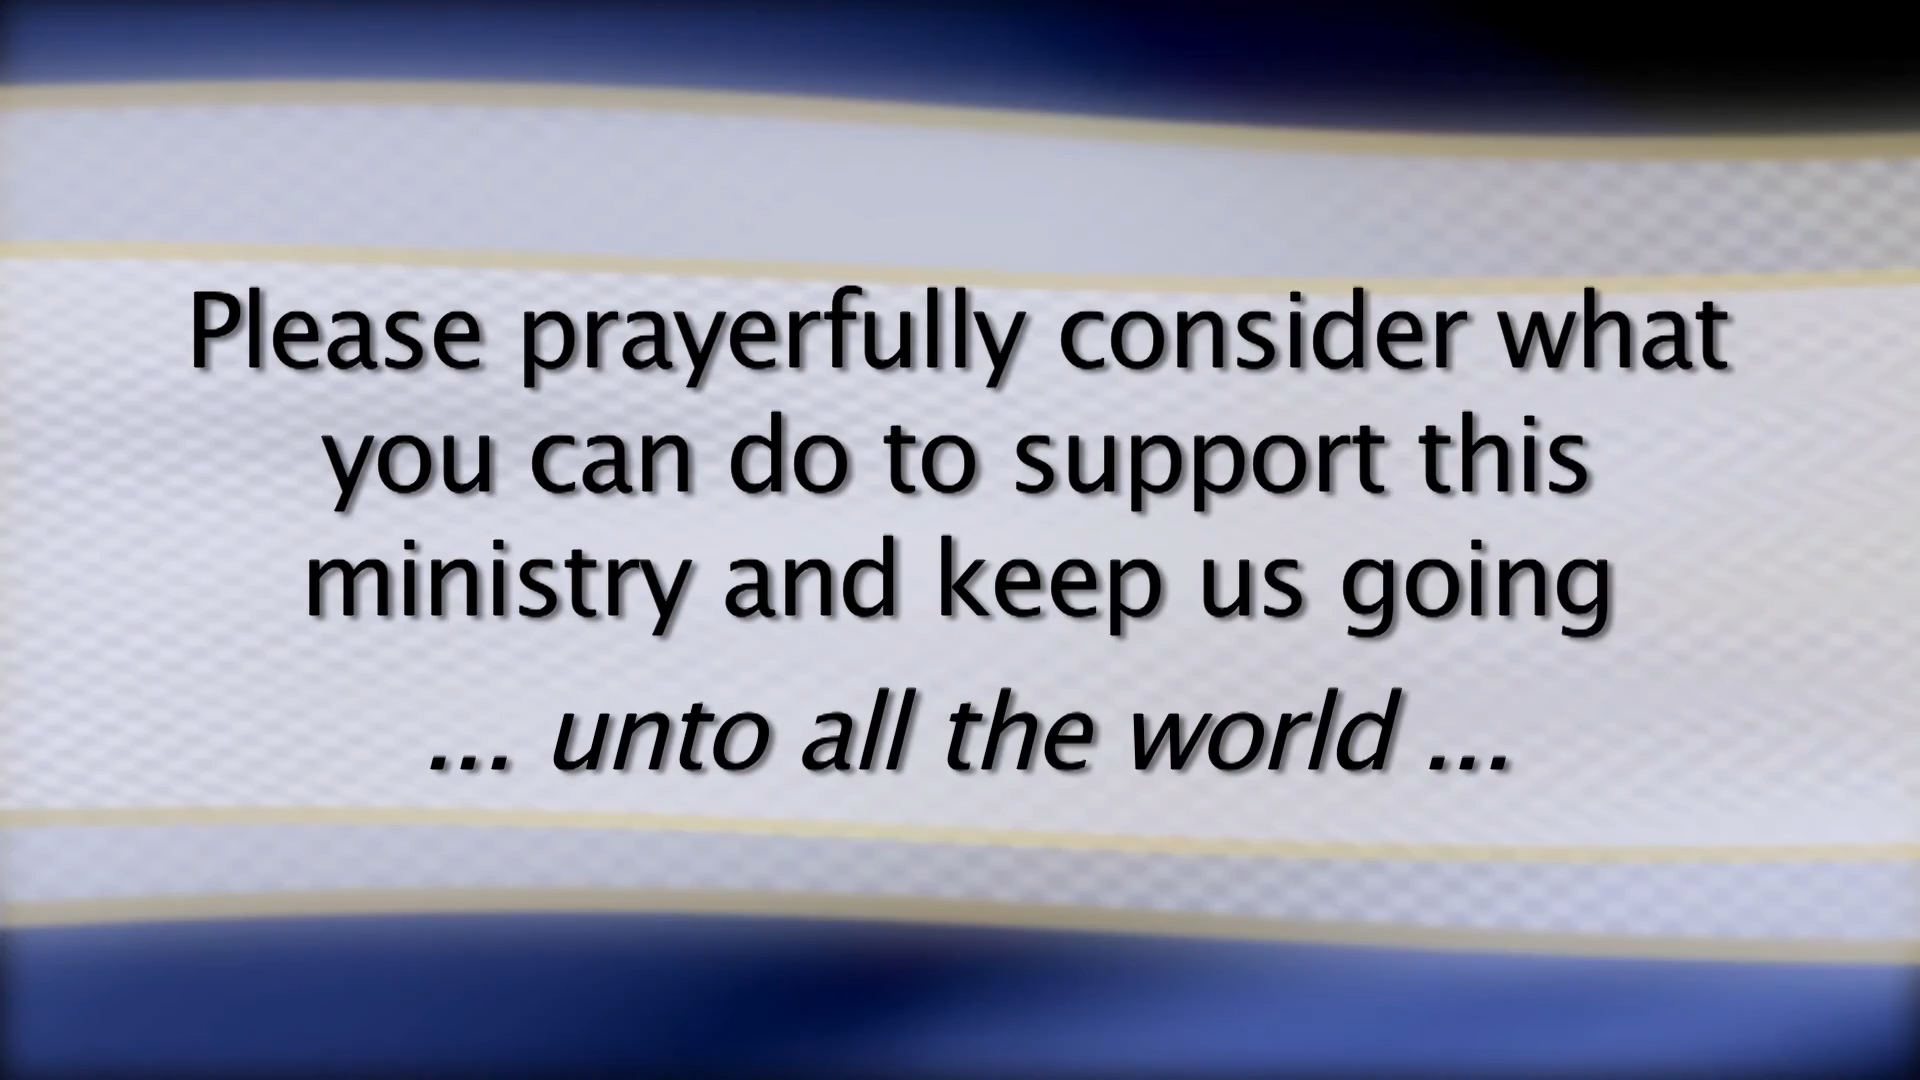 Please prayerfully consider what
you can do to support this
ministry and keep us going
... unto all the world ...